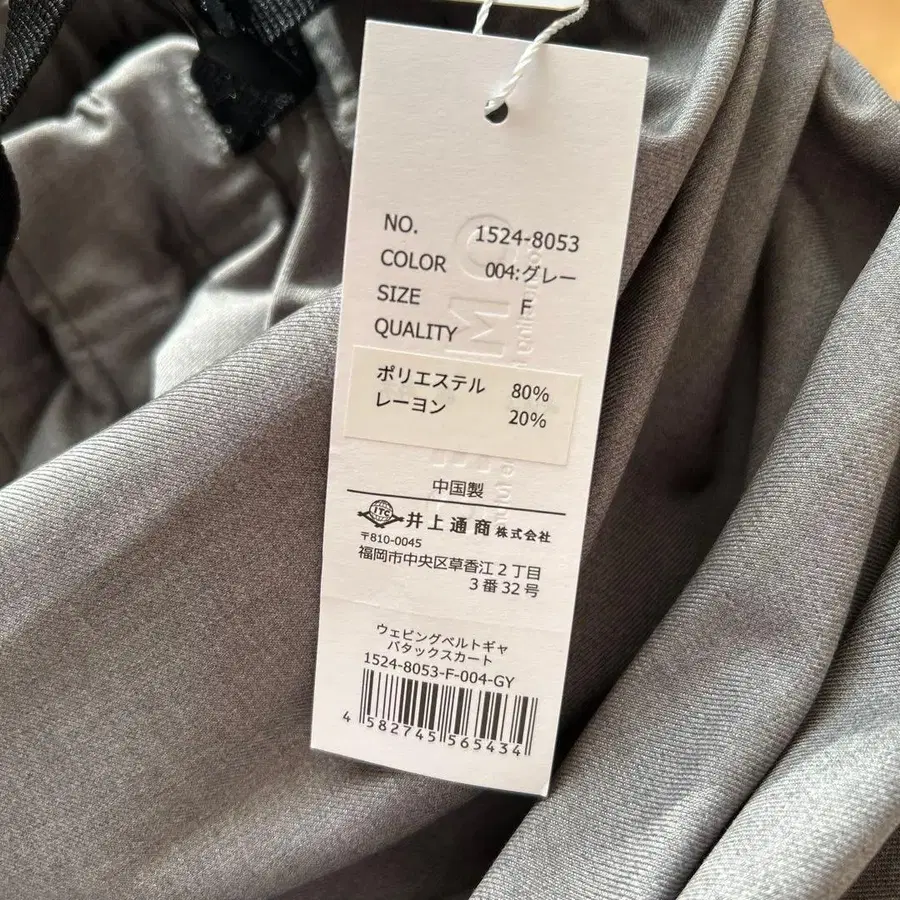 NO. 1524-8053
COLOR 004:グレー
SIZE F
QUALITY
ポリエステル 80%
レーヨン 20%
中国製
ITC 井上通商株式会社
〒810-0045
福岡市中央区草香江2丁目
3番32号
ウェビングベルトギャ
バタックスカート
1524-8053-F-004-GY
4 582745 565434